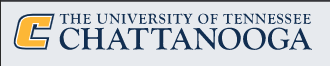 C THE UNIVERSITY OF TENNESSEE
CHATTANOOGA